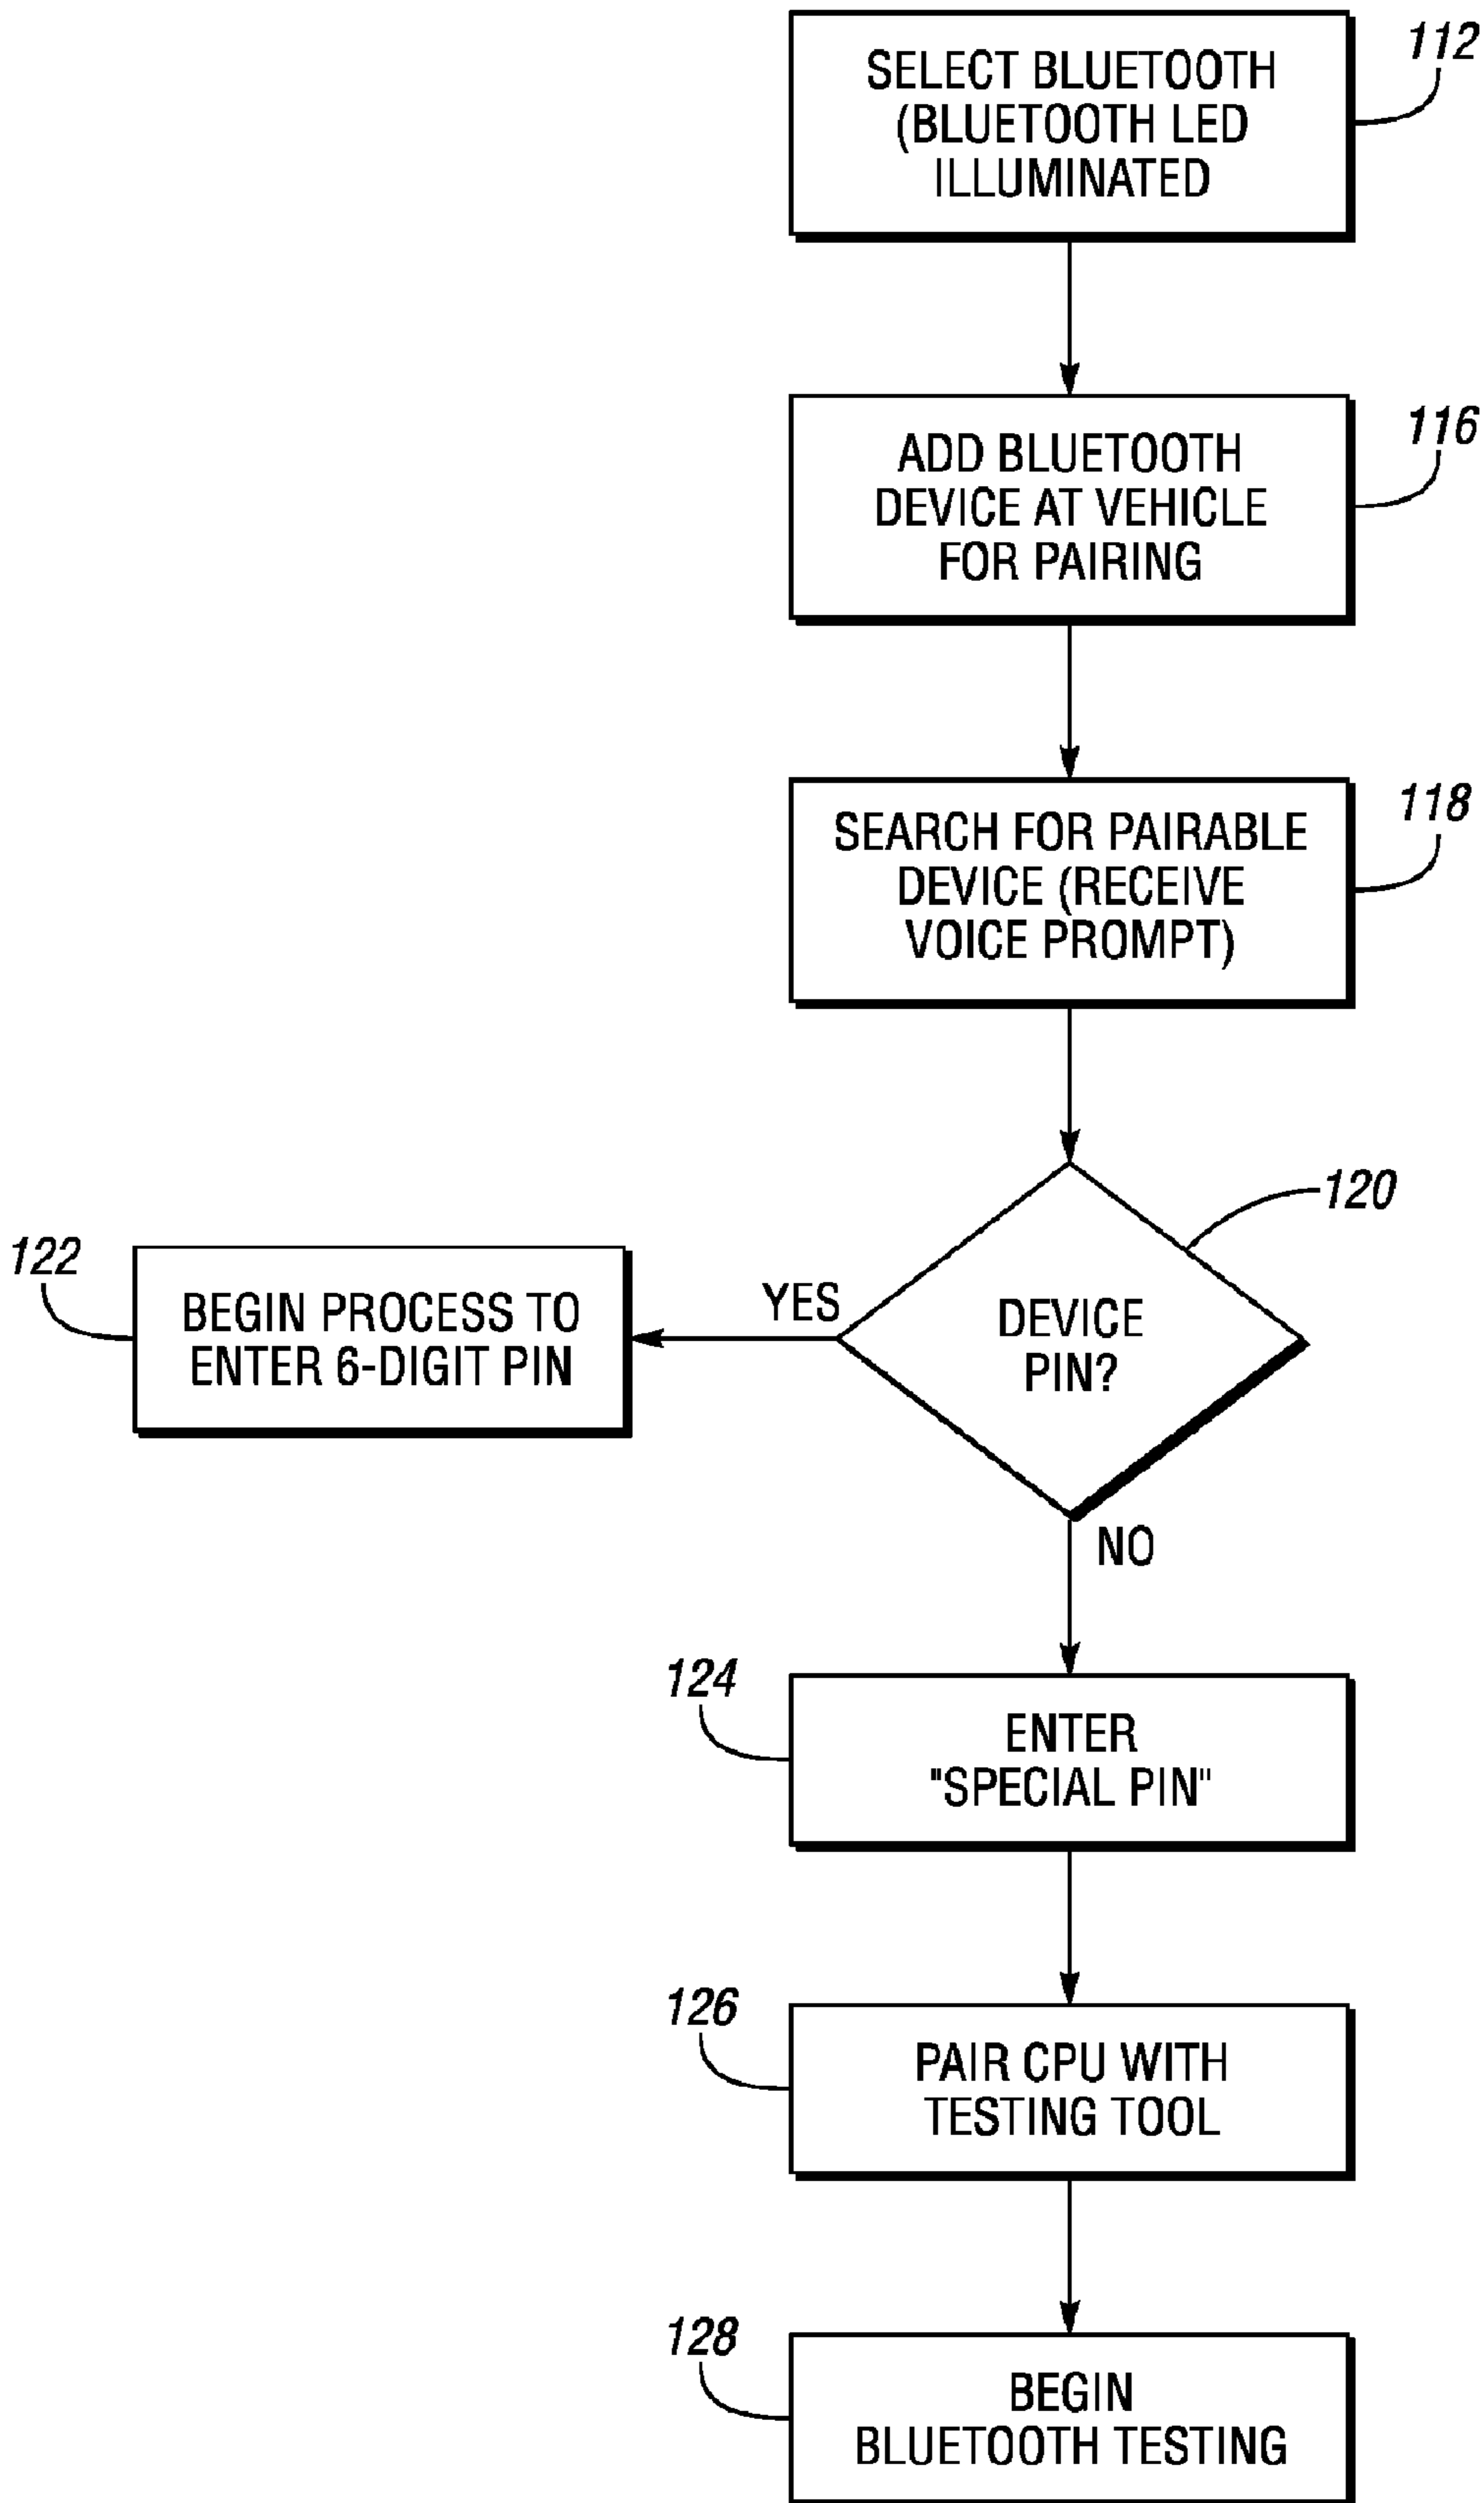 112
SELECT BLUETOOTH
(BLUETOOTH LED
ILLUMINATED
116
ADD BLUETOOTH
DEVICE AT VEHICLE
FOR PAIRING
118
SEARCH FOR PAIRABLE
DEVICE (RECEIVE
VOICE PROMPT)
120
DEVICE
PIN?
YES
122
BEGIN PROCESS TO
ENTER 6-DIGIT PIN
NO
124
ENTER
"SPECIAL PIN"
126
PAIR CPU WITH
TESTING TOOL
128
BEGIN
BLUETOOTH TESTING